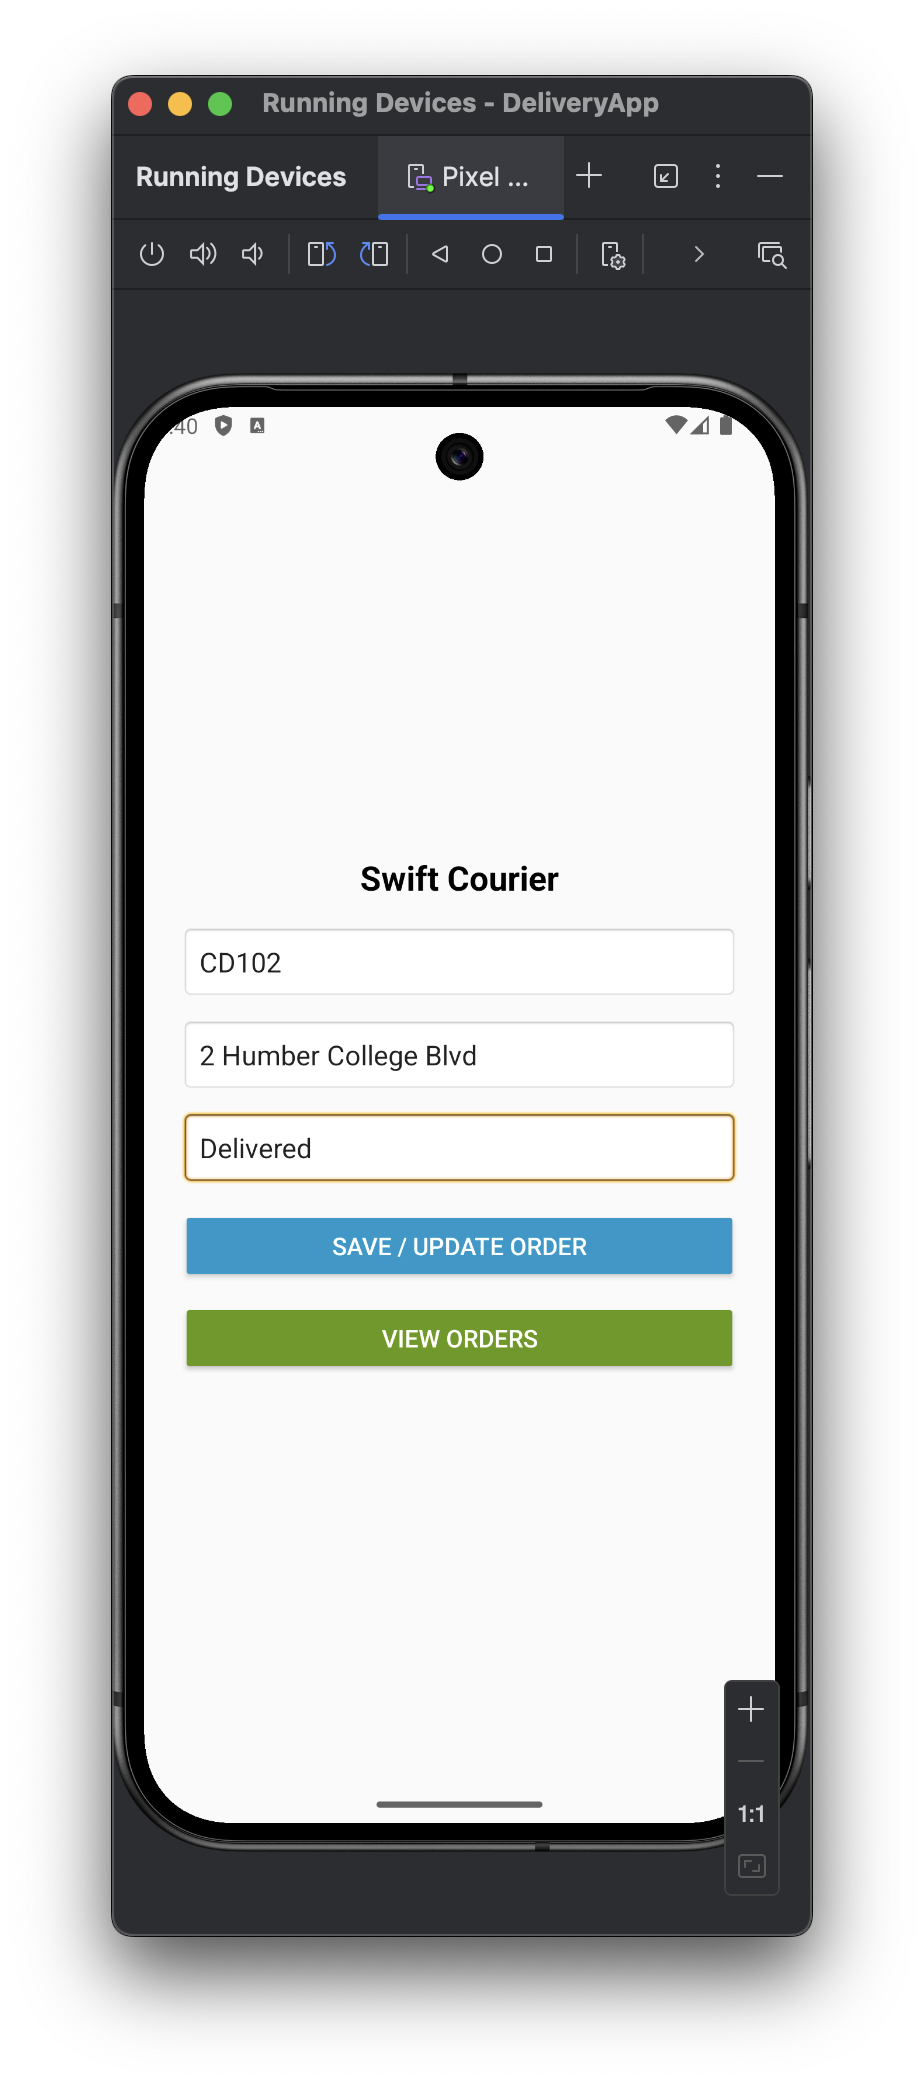 Running Devices - DeliveryApp
Running Devices
Pixel ...
:40
A
Swift Courier
CD102
2 Humber College Blvd
Delivered
SAVE / UPDATE ORDER
VIEW ORDERS
1:1